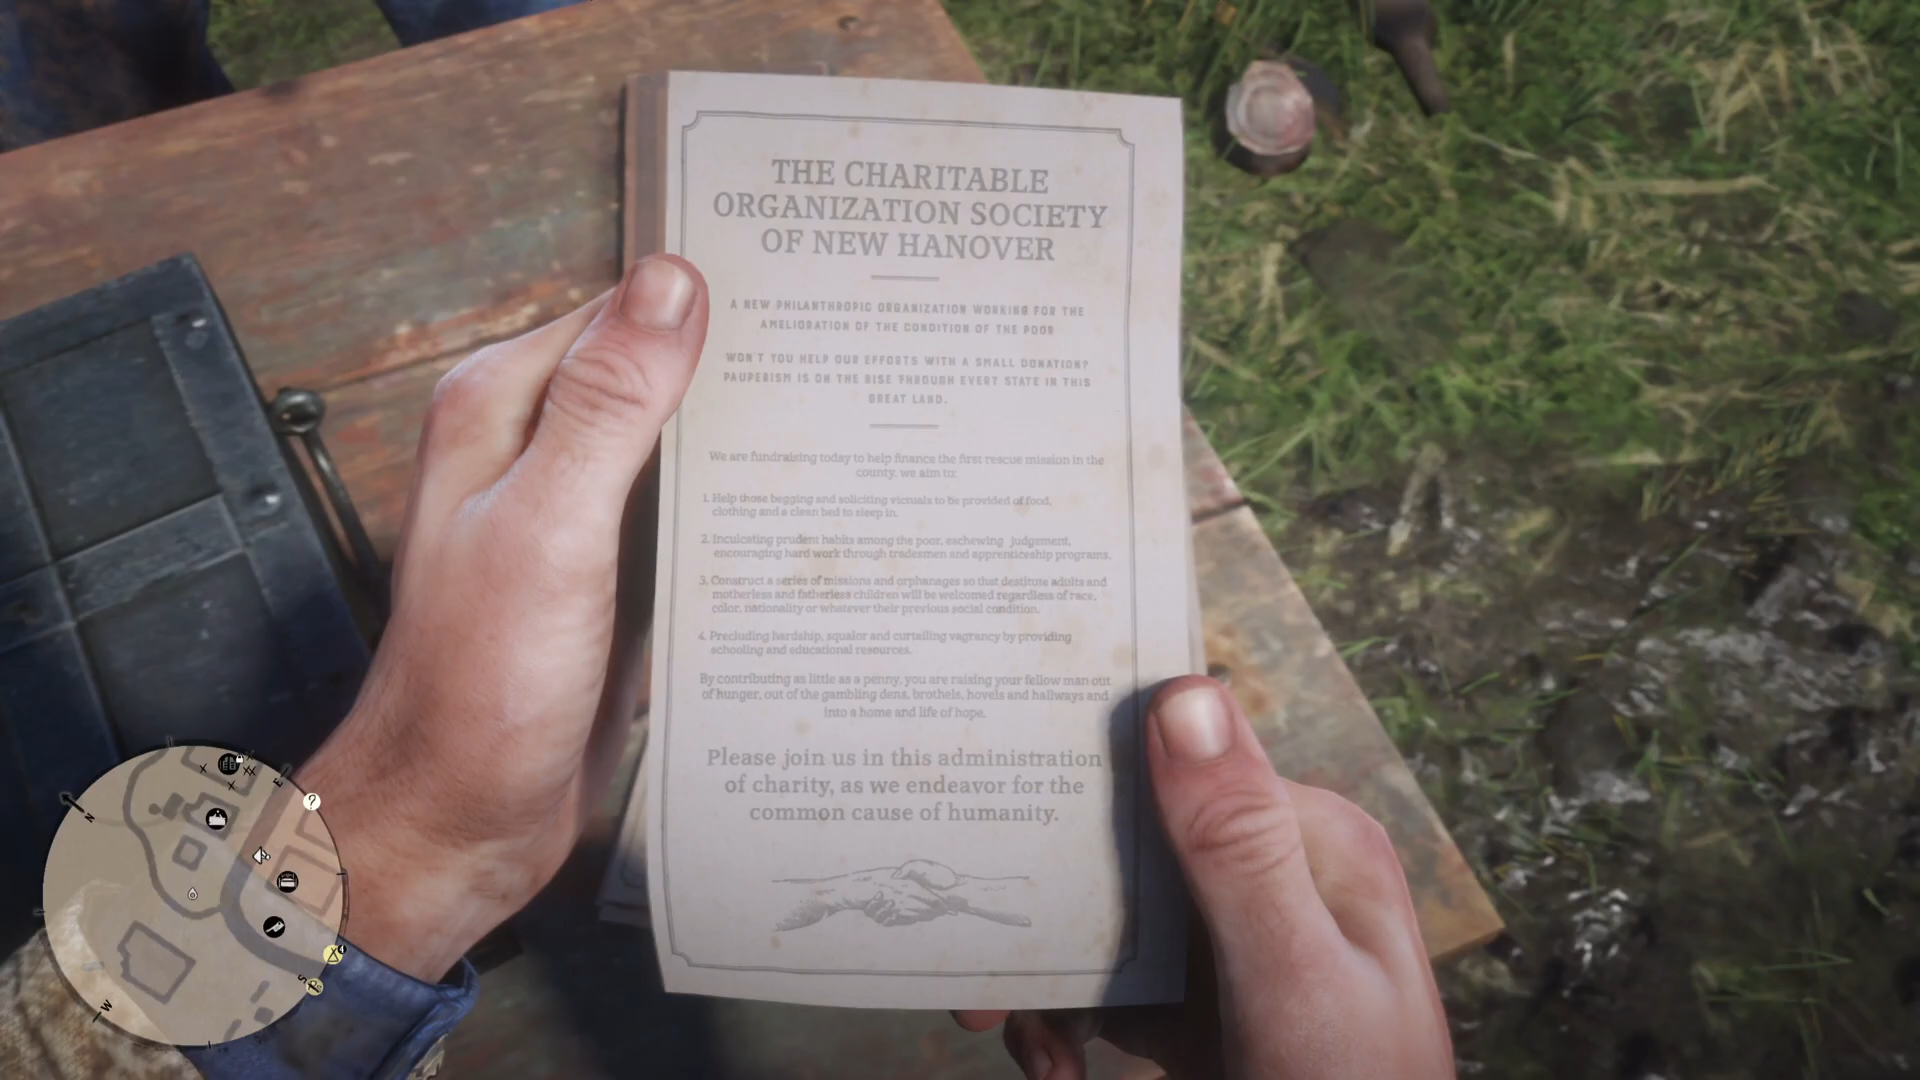 THE CHARITABLE
ORGANIZATION SOCIETY
OF NEW HANOVER
A NEW PHILANTHROPIC ORGANIZATION WORKING FOR THE
AMELIORATION OF THE CONDITION OF THE POOR
WON'T YOU HELP OUR EFFORTS WITH A SMALL DONATION?
PAUPERISM IS ON THE RISE THROUGH EVERY STATE IN THIS
GREAT LAND.
We are fundraising today to help finance the first rescue mission in the
county, we aim to:
1. Help those begging and soliciting victuals to be provided of food,
clothing and a clean bed to sleep in.
2. Inculcating prudent habits among the poor, eschewing judgement,
encouraging hard work through tradesmen and apprenticeship programs.
3. Construct a series of missions and orphanages so that destitute adults and
motherless and fatherless children will be welcomed regardless of race,
color, nationality or whatever their previous social condition.
4. Precluding hardship, squalor and curtailing vagrancy by providing
schooling and educational resources.
By contributing as little as a penny, you are raising your fellow man out
of hunger, out of the gambling dens, brothels, hovels and hallways and
into a home and life of hope.
Please join us in this administration
of charity, as we endeavor for the
common cause of humanity.
E
?
N
4
S
W